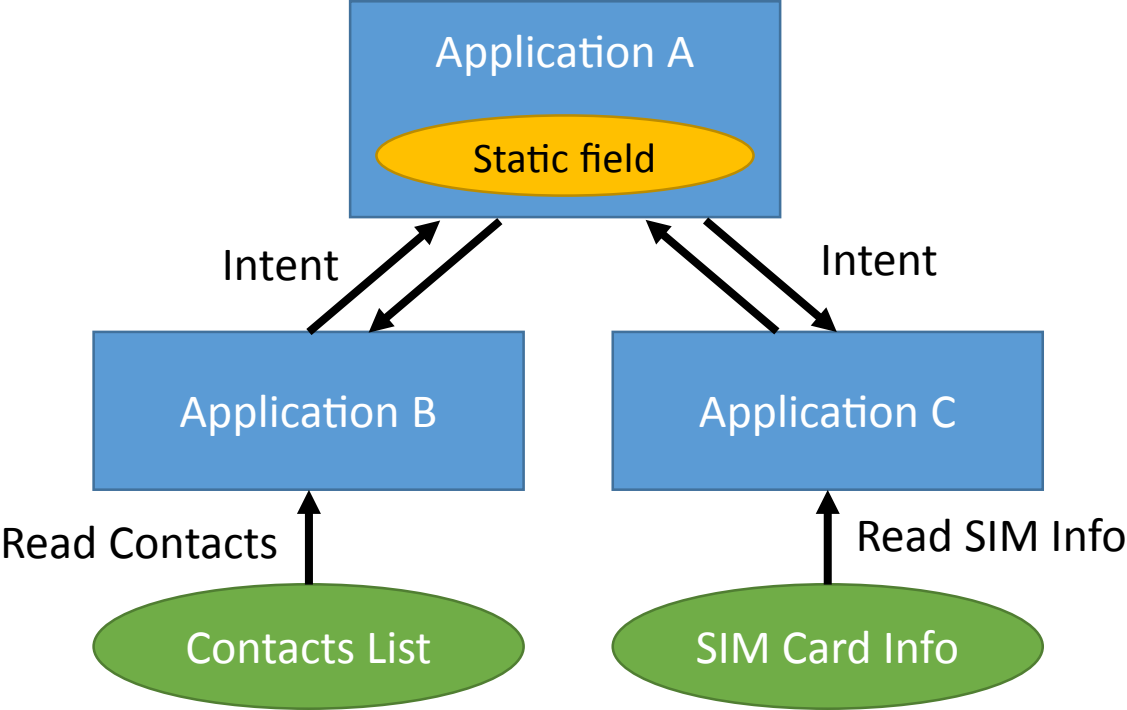 Application A
Static field
Intent
Intent
Application B
Application C
Read Contacts
Read SIM Info
Contacts List
SIM Card Info